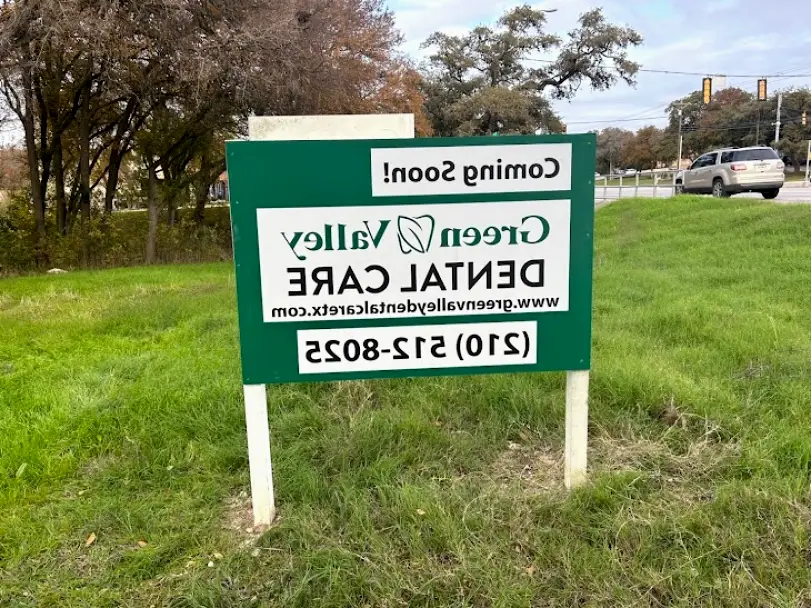 Coming Soon!
Green Valley
DENTAL CARE
www.greenvalleydentalcaretx.com
(210) 512-8025